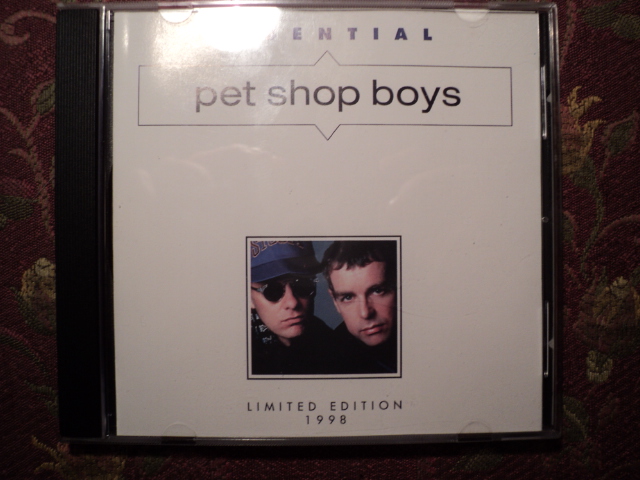 ENTIAL
pet shop boys
LIMITED EDITION
1998